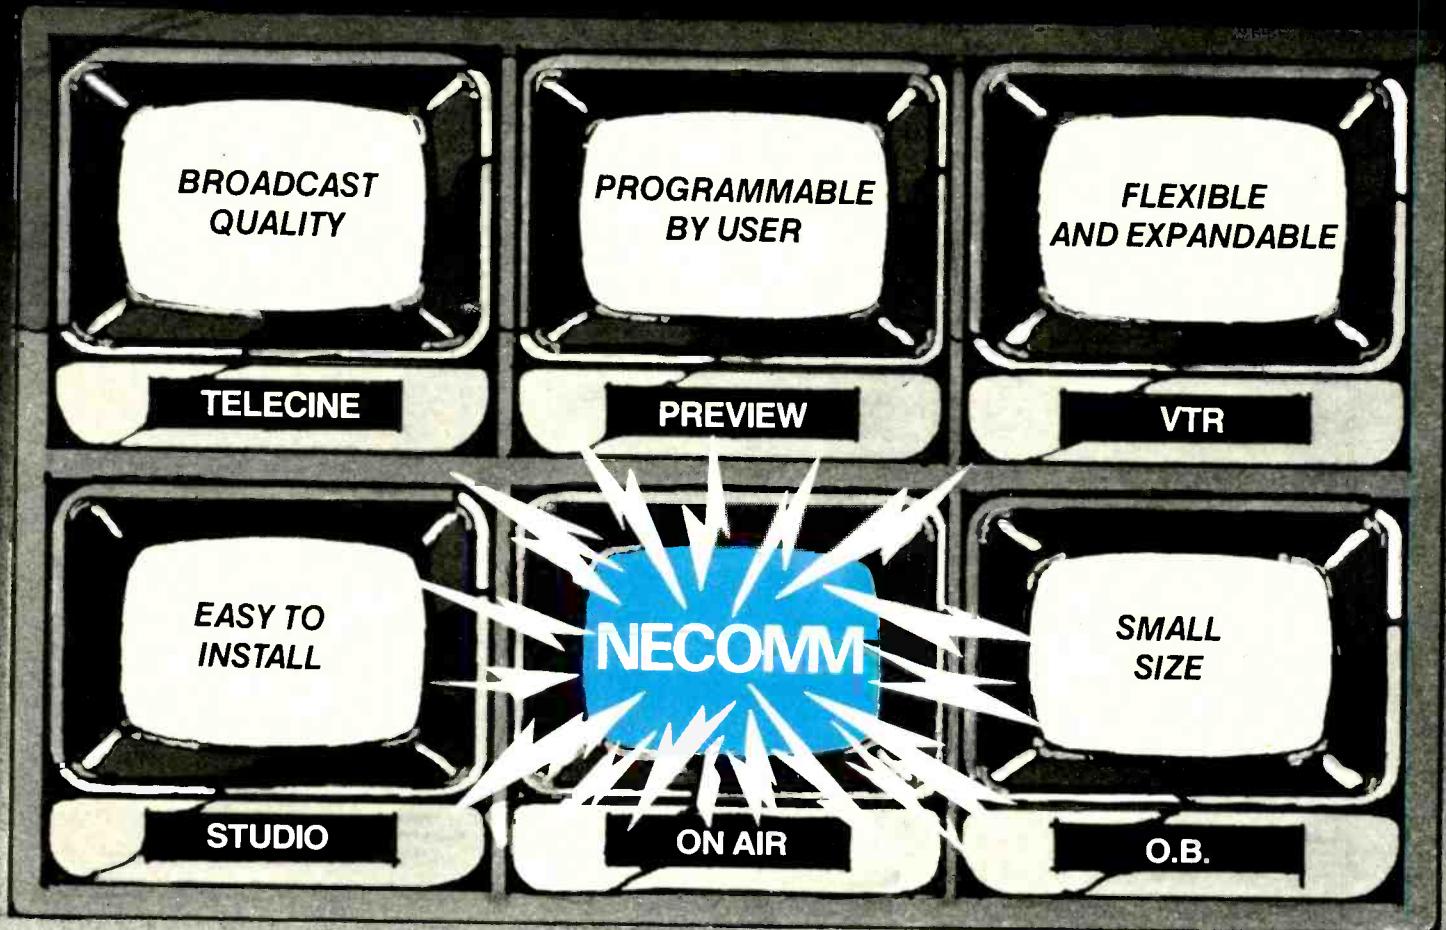 BROADCAST
QUALITY
PROGRAMMABLE
BY USER
FLEXIBLE
AND EXPANDABLE
TELECINE
PREVIEW
VTR
EASY TO
INSTALL
NECOMM
SMALL
SIZE
STUDIO
ON AIR
O.B.